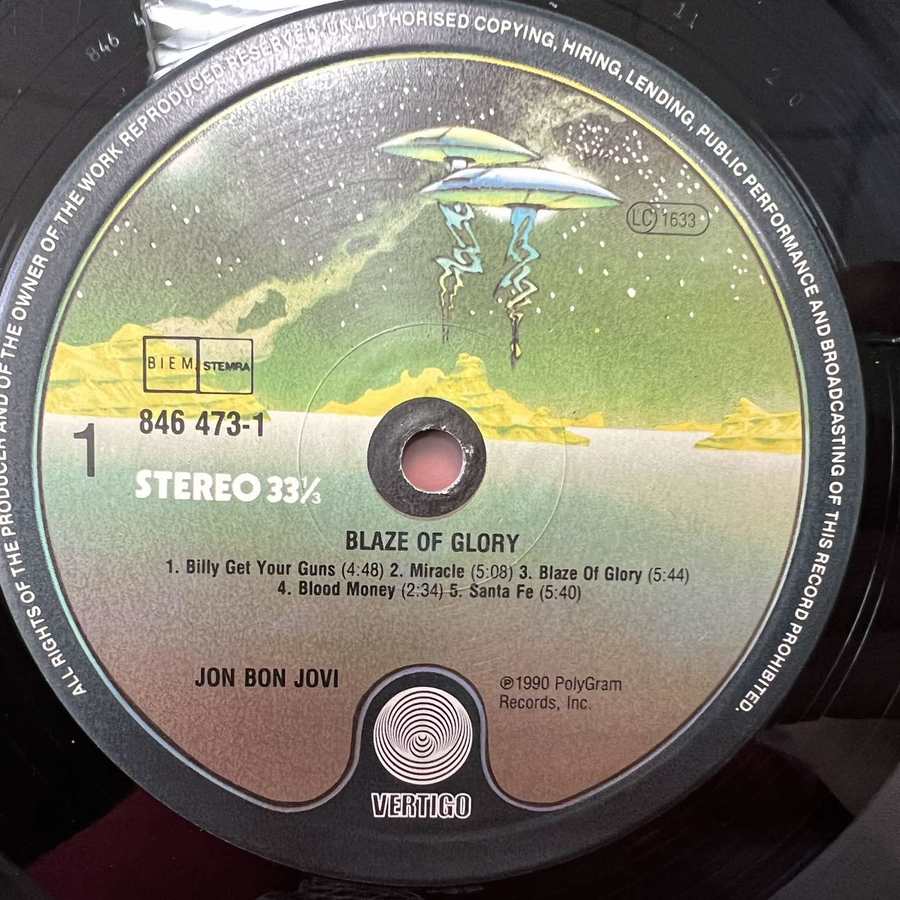 ALL RIGHTS OF THE PRODUCER AND OF THE OWNER OF THE WORK REPRODUCED RESERVED. UNAUTHORISED COPYING, HIRING, LENDING, PUBLIC PERFORMANCE AND BROADCASTING OF THIS RECORD PROHIBITED.
LC 1633
BIEM STEMRA
846 473-1
1
STEREO 33⅓
BLAZE OF GLORY
1. Billy Get Your Guns (4:48) 2. Miracle (5:08) 3. Blaze Of Glory (5:44)
4. Blood Money (2:34) 5. Santa Fe (5:40)
JON BON JOVI
℗1990 PolyGram
Records, Inc.
VERTIGO